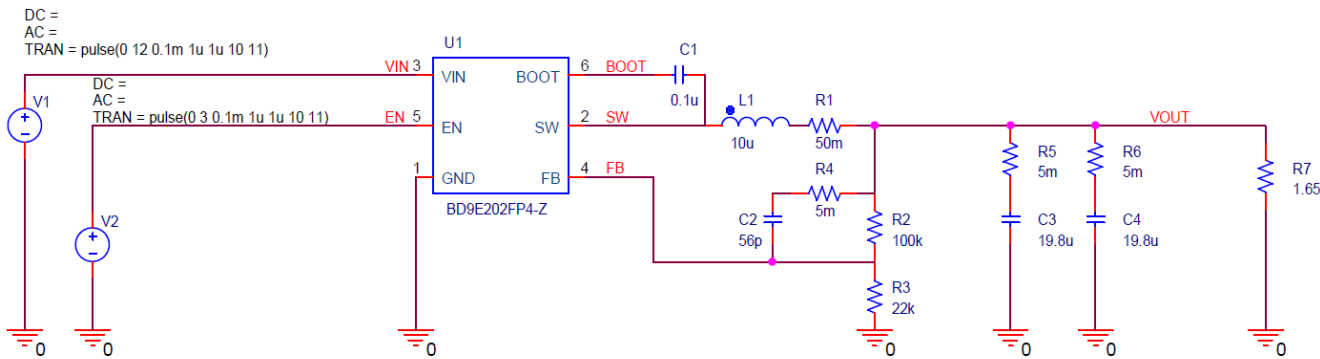 DC =
AC =
TRAN = pulse(0 12 0.1m 1u 1u 10 11)
V1
DC =
AC =
TRAN = pulse(0 3 0.1m 1u 1u 10 11)
V2
U1
VIN 3 VIN
EN 5 EN
1 GND
BOOT 6 BOOT
SW 2 SW
FB 4 FB
BD9E202FP4-Z
C1
0.1u
L1
10u
R1
50m
R4
5m
C2
56p
R2
100k
R3
22k
VOUT
R5
5m
C3
19.8u
R6
5m
C4
19.8u
R7
1.65
0
0
0
0
0
0
0